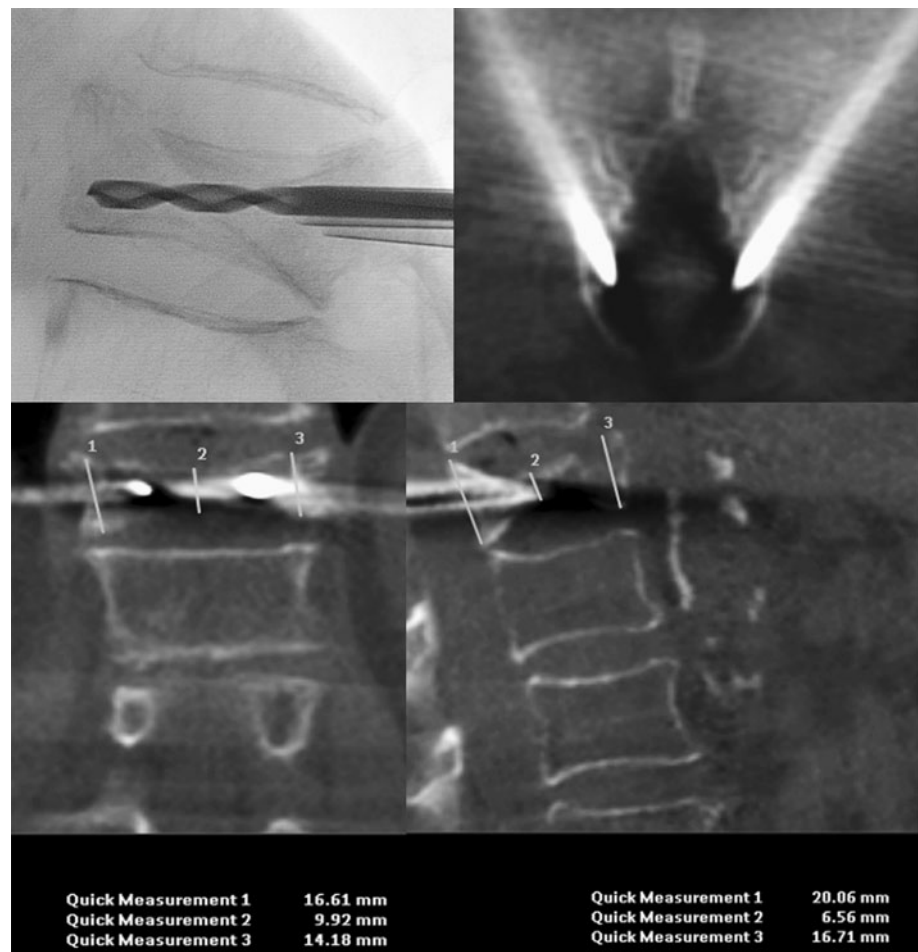 1
2
3
1
2
3
Quick Measurement 1 16.61 mm
Quick Measurement 2 9.92 mm
Quick Measurement 3 14.18 mm
Quick Measurement 1 20.06 mm
Quick Measurement 2 6.56 mm
Quick Measurement 3 16.71 mm